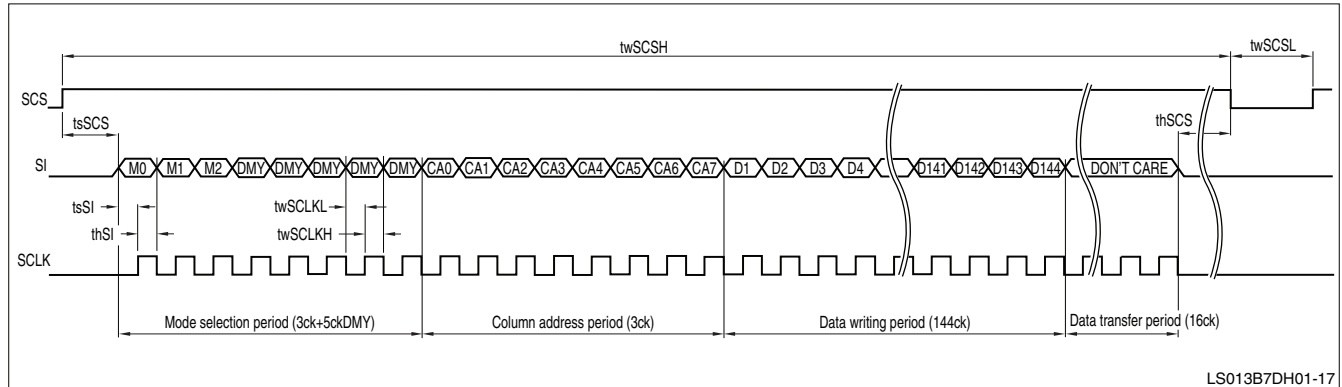 twSCSH twSCSL
SCS
tsSCS thSCS
SI M0 M1 M2 DMY DMY DMY DMY DMY CA0 CA1 CA2 CA3 CA4 CA5 CA6 CA7 D1 D2 D3 D4 D141 D142 D143 D144 DON'T CARE
tsSI twSCLKL
thSI twSCLKH
SCLK
Mode selection period (3ck+5ckDMY) Column address period (3ck) Data writing period (144ck) Data transfer period (16ck)
LS013B7DH01-17